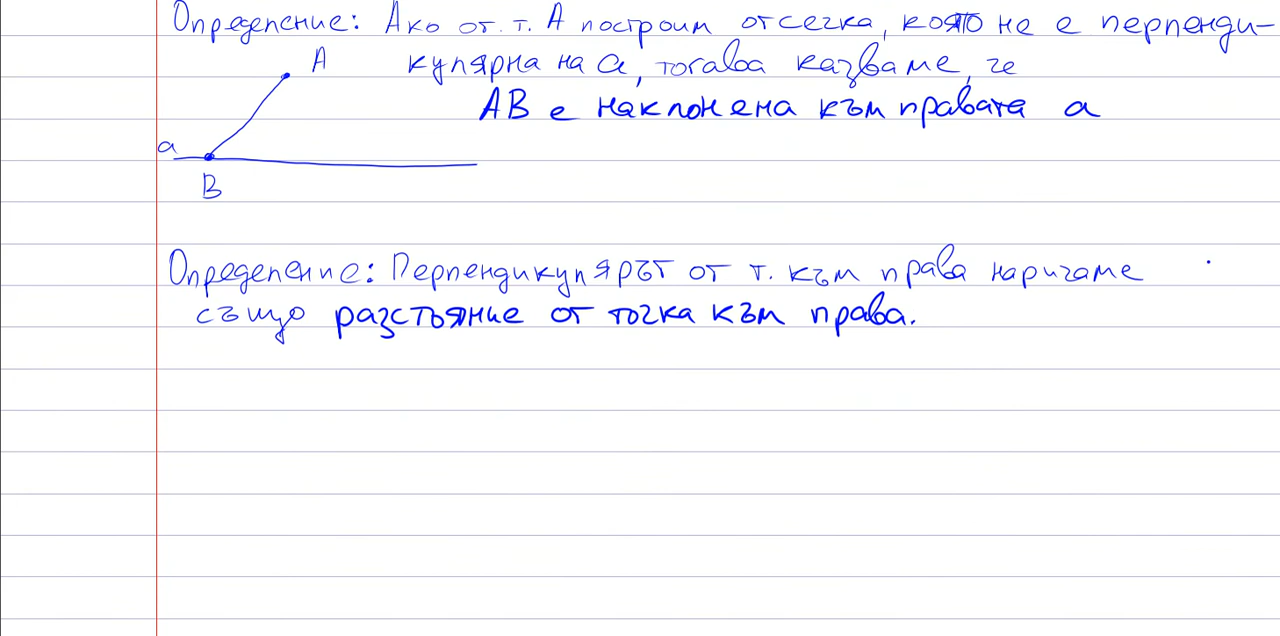 Определение: Ако от т. А построим отсечка, която не е перпенди-
А
кулярна на а, тогава казваме, че
АВ е наклонена към правата а
а
В
Определение: Перпендикулярът от т. към права наричаме
също разстояние от точка към права.